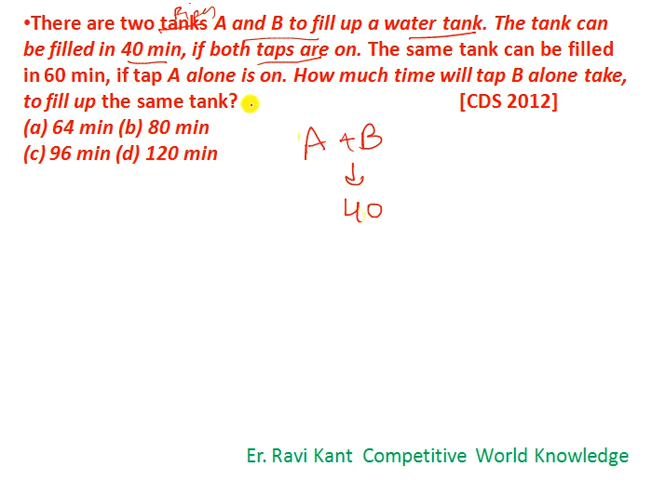 Pipes
•There are two tanks A and B to fill up a water tank. The tank can
be filled in 40 min, if both taps are on. The same tank can be filled
in 60 min, if tap A alone is on. How much time will tap B alone take,
to fill up the same tank? [CDS 2012]
(a) 64 min (b) 80 min
(c) 96 min (d) 120 min
A + B
↓
40
Er. Ravi Kant Competitive World Knowledge